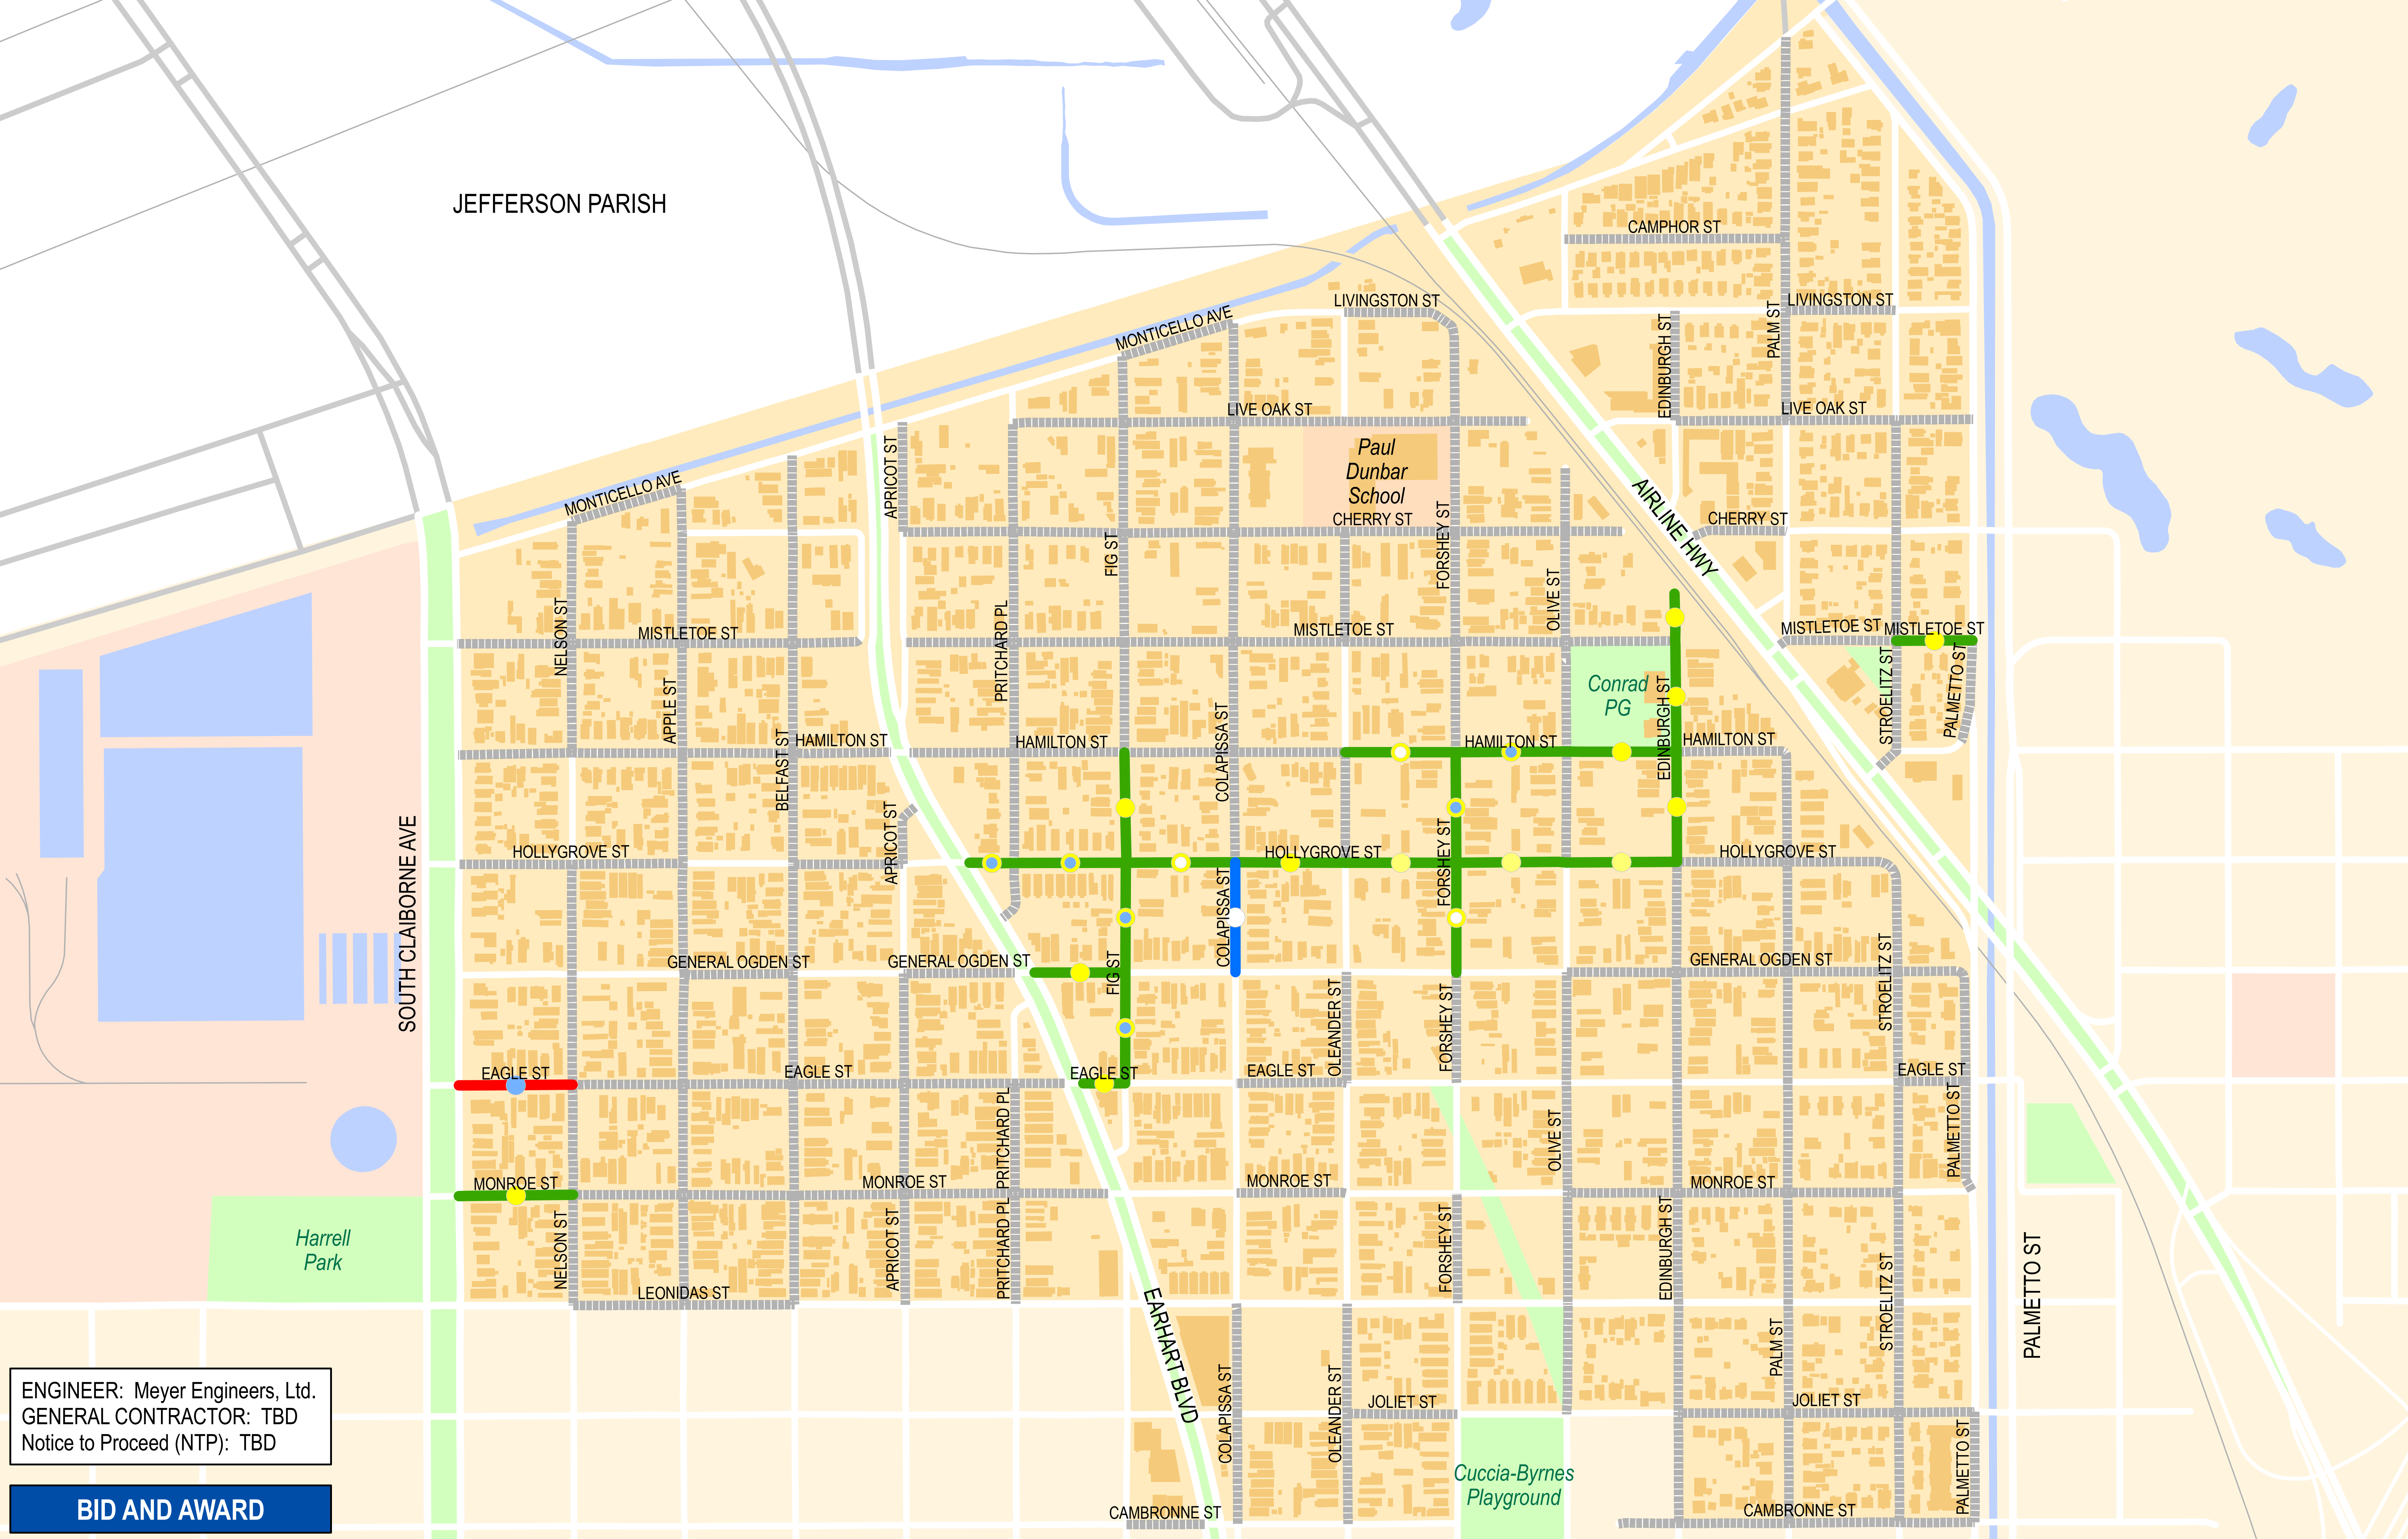 JEFFERSON PARISH
CAMPHOR ST
LIVINGSTON ST
LIVINGSTON ST
MONTICELLO AVE
EDINBURGH ST
PALM ST
LIVE OAK ST
LIVE OAK ST
APRICOT ST
Paul
Dunbar
School
MONTICELLO AVE
AIRLINE HWY
CHERRY ST
CHERRY ST
FIG ST
FORSHEY ST
NELSON ST
OLIVE ST
PRITCHARD PL
MISTLETOE ST
MISTLETOE ST
MISTLETOE ST
MISTLETOE ST
APPLE ST
Conrad
PG
EDINBURGH ST
STROELITZ ST
PALMETTO ST
COLAPISSA ST
BELFAST ST
HAMILTON ST
HAMILTON ST
HAMILTON ST
HAMILTON ST
APRICOT ST
SOUTH CLAIBORNE AVE
HOLLYGROVE ST
HOLLYGROVE ST
HOLLYGROVE ST
FORSHEY ST
COLAPISSA ST
GENERAL OGDEN ST
GENERAL OGDEN ST
FIG ST
GENERAL OGDEN ST
STROELITZ ST
OLEANDER ST
FORSHEY ST
EAGLE ST
EAGLE ST
EAGLE ST
EAGLE ST
EAGLE ST
PRITCHARD PL
OLIVE ST
PALMETTO ST
MONROE ST
MONROE ST
MONROE ST
MONROE ST
Harrell
Park
NELSON ST
APRICOT ST
PRITCHARD PL
FORSHEY ST
EDINBURGH ST
STROELITZ ST
PALMETTO ST
LEONIDAS ST
EARHART BLVD
PALM ST
COLAPISSA ST
OLEANDER ST
JOLIET ST
JOLIET ST
PALMETTO ST
Cuccia-Byrnes
Playground
CAMBRONNE ST
CAMBRONNE ST
ENGINEER: Meyer Engineers, Ltd.
GENERAL CONTRACTOR: TBD
Notice to Proceed (NTP): TBD
BID AND AWARD